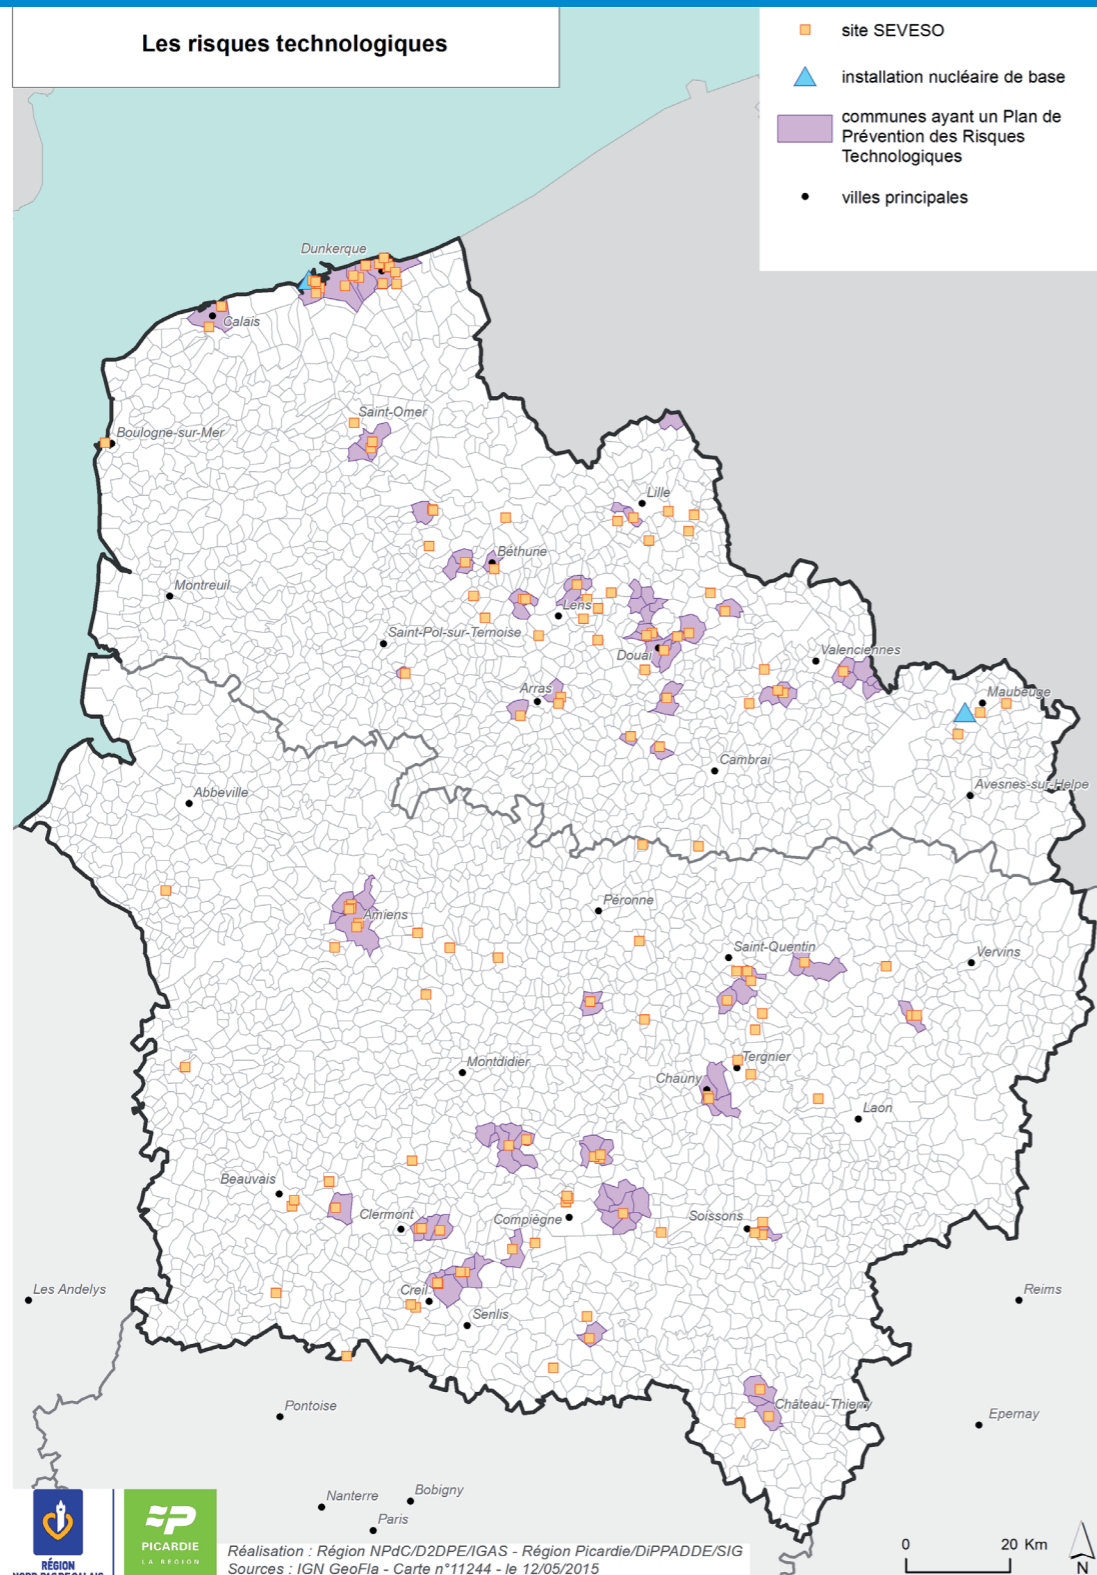 Les risques technologiques
site SEVESO
installation nucléaire de base
communes ayant un Plan de
Prévention des Risques
Technologiques
villes principales
Dunkerque
Calais
Saint-Omer
Boulogne-sur-Mer
Lille
Béthune
Montreuil
Lens
Saint-Pol-sur-Ternoise
Douai
Valenciennes
Arras
Maubeuge
Cambrai
Avesnes-sur-Helpe
Abbeville
Péronne
Amiens
Saint-Quentin
Vervins
Montdidier
Tergnier
Chauny
Laon
Beauvais
Clermont
Compiègne
Soissons
Les Andelys
Creil
Senlis
Reims
Château-Thierry
Pontoise
Epernay
Nanterre
Bobigny
Paris
PICARDIE
LA RÉGION
RÉGION
NORD-PAS DE CALAIS
Réalisation : Région NPdC/D2DPE/IGAS - Région Picardie/DiPPADDE/SIG
Sources : IGN GeoFla - Carte n°11244 - le 12/05/2015
0
20 Km
N